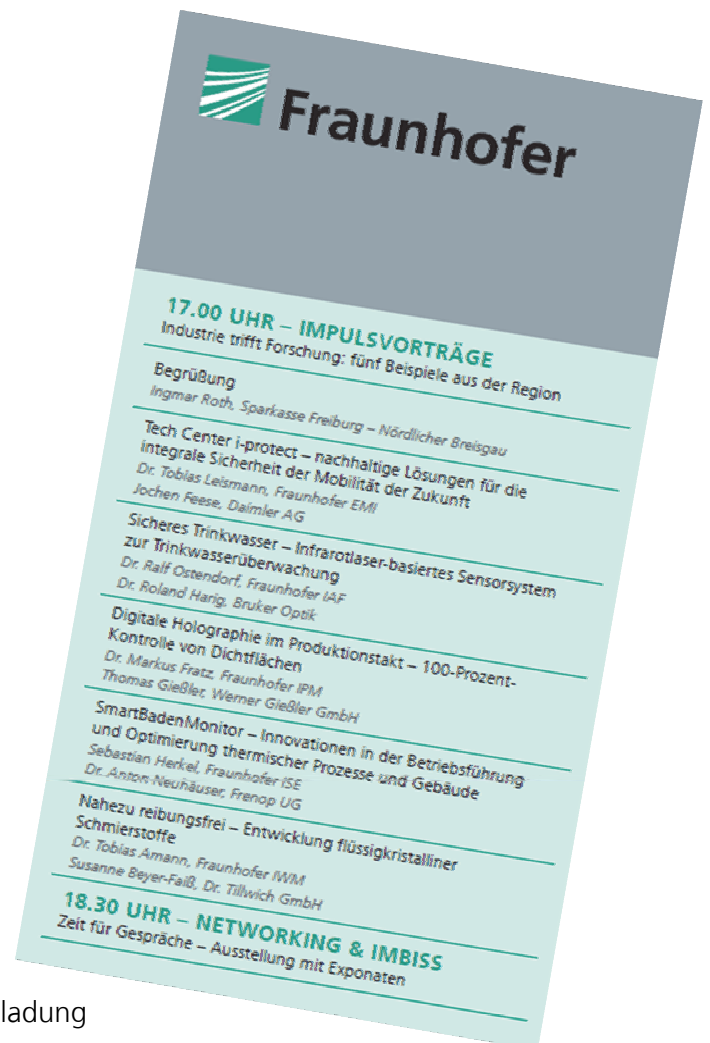 Fraunhofer
17.00 UHR – IMPULSVORTRÄGE
Industrie trifft Forschung: fünf Beispiele aus der Region
Begrüßung
Ingmar Roth, Sparkasse Freiburg – Nördlicher Breisgau
Tech Center i-protect – nachhaltige Lösungen für die
integrale Sicherheit der Mobilität der Zukunft
Dr. Tobias Leismann, Fraunhofer EMI
Jochen Feese, Daimler AG
Sicheres Trinkwasser – Infrarotlaser-basiertes Sensorsystem
zur Trinkwasserüberwachung
Dr. Ralf Ostendorf, Fraunhofer IAF
Dr. Roland Harig, Bruker Optik
Digitale Holographie im Produktionstakt – 100-Prozent-
Kontrolle von Dichtflächen
Dr. Markus Fratz, Fraunhofer IPM
Thomas Gießler, Werner Gießler GmbH
SmartBadenMonitor – Innovationen in der Betriebsführung
und Optimierung thermischer Prozesse und Gebäude
Sebastian Herkel, Fraunhofer ISE
Dr. Anton Neuhäuser, Frenop UG
Nahezu reibungsfrei – Entwicklung flüssigkristalliner
Schmierstoffe
Dr. Tobias Amann, Fraunhofer IWM
Susanne Beyer-Faiß, Dr. Tillwich GmbH
18.30 UHR – NETWORKING & IMBISS
Zeit für Gespräche – Ausstellung mit Exponaten
ladung